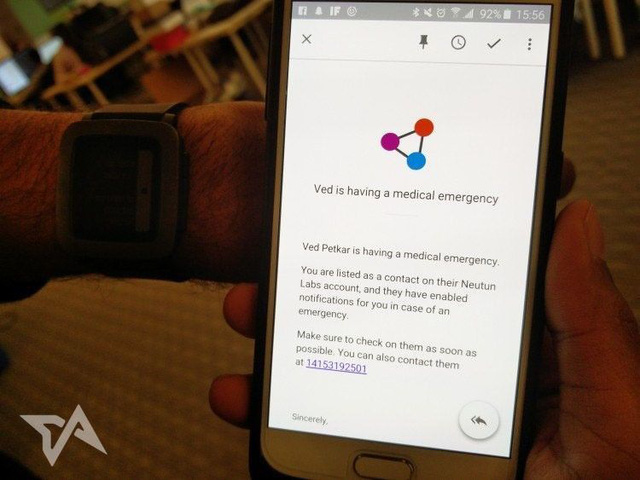 IF 92% 15:56
Ved is having a medical emergency
Ved Petkar is having a medical emergency.
You are listed as a contact on their Neutun
Labs account, and they have enabled
notifications for you in case of an
emergency.
Make sure to check on them as soon as
possible. You can also contact them
at 14153192501
Sincerely,